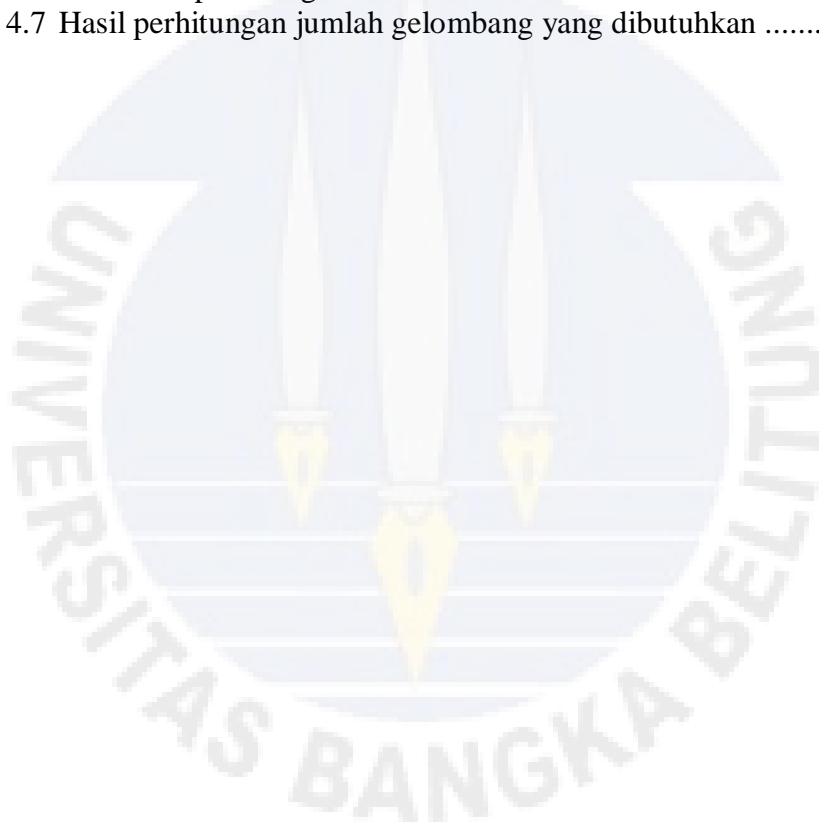 4.7 Hasil perhitungan jumlah gelombang yang dibutuhkan .......
UNIVERSITAS BANGKA BELITUNG